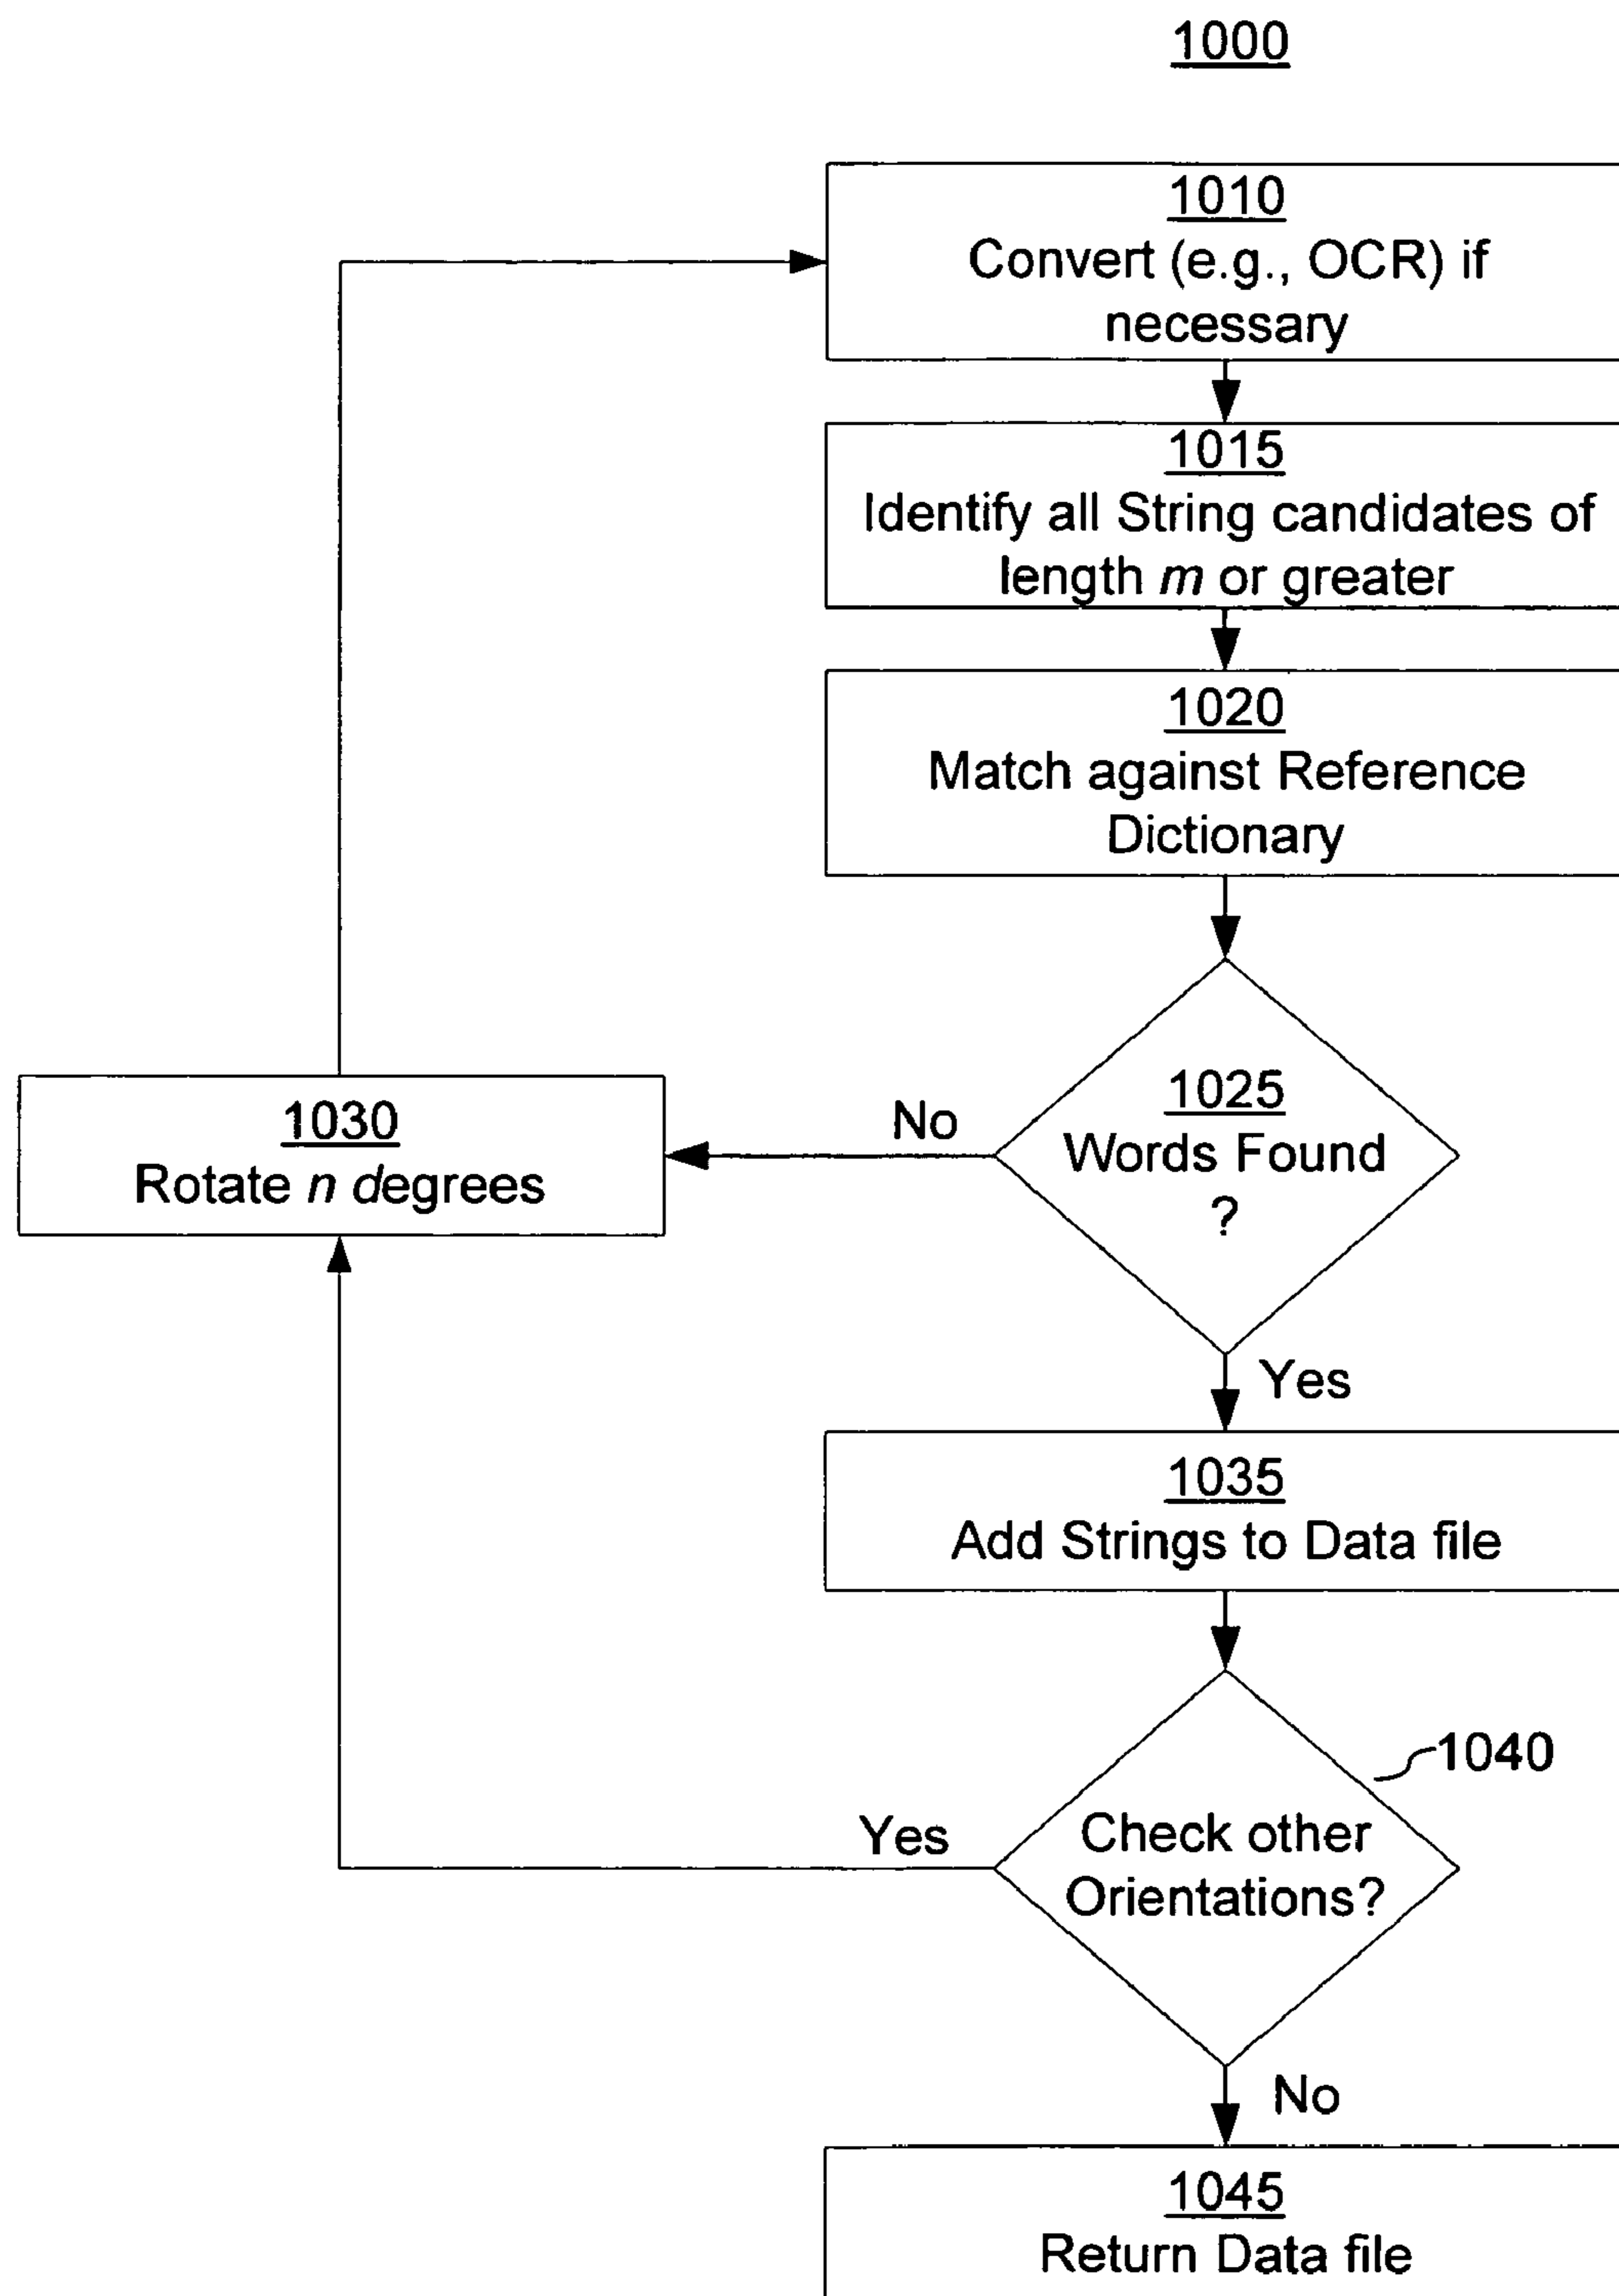 1000
1010
Convert (e.g., OCR) if
necessary
1015
Identify all String candidates of
length m or greater
1020
Match against Reference
Dictionary
1025
Words Found
?
No
1030
Rotate n degrees
Yes
1035
Add Strings to Data file
1040
Check other
Orientations?
Yes
No
1045
Return Data file